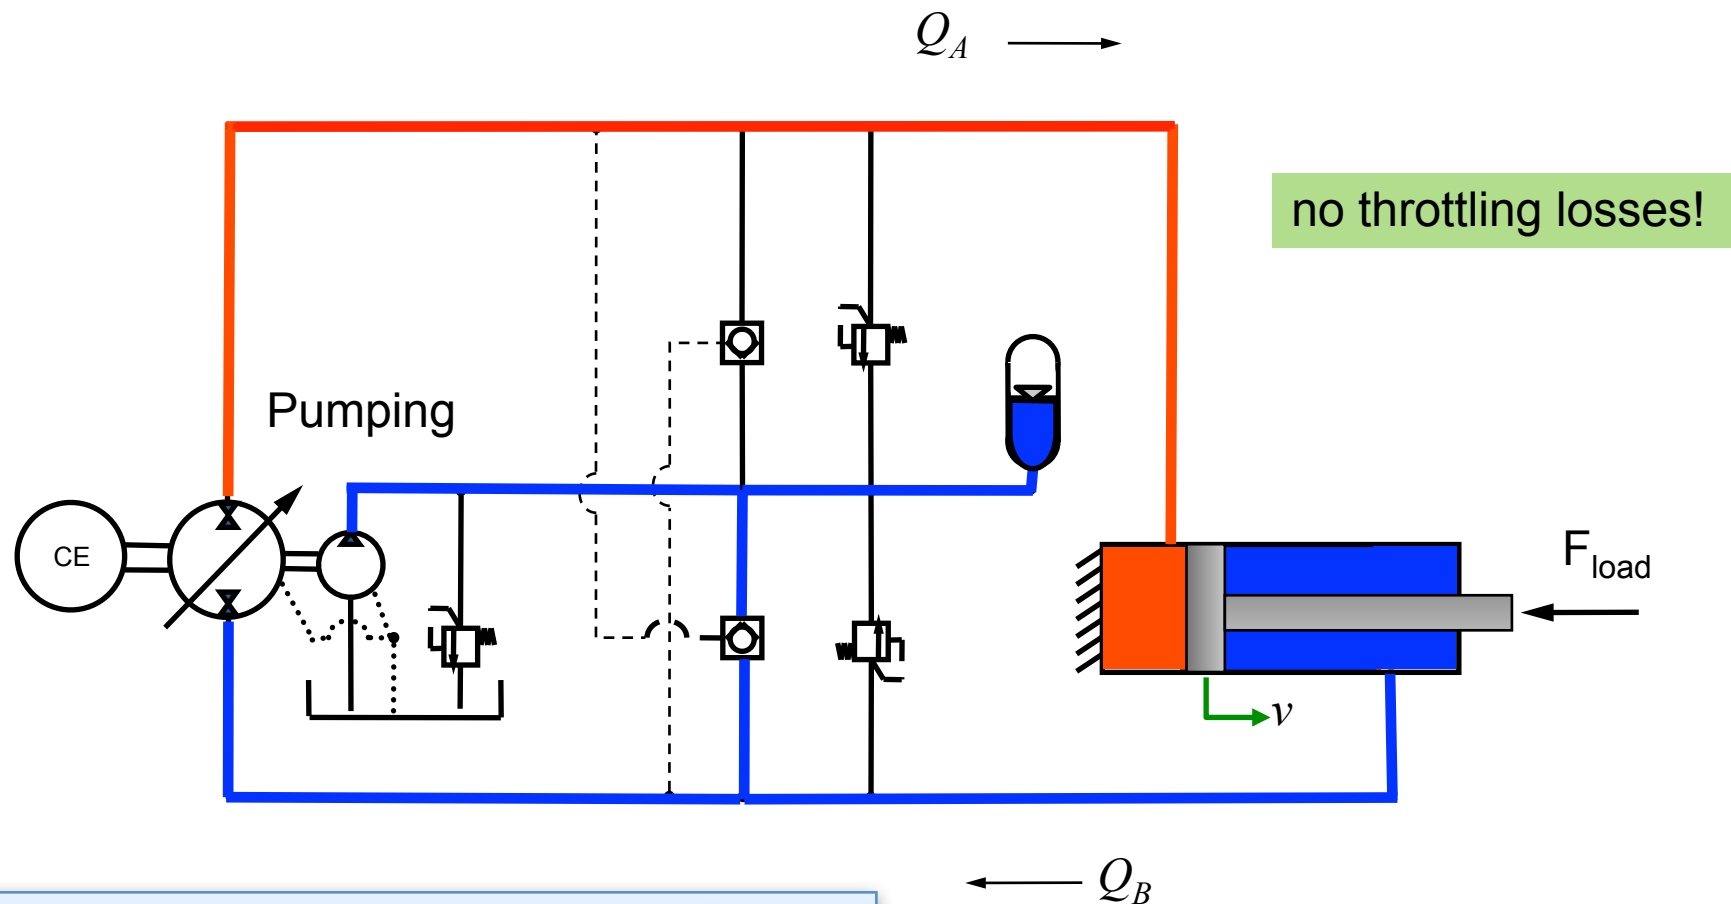 Q_A
no throttling losses!
Pumping
CE
F_load
v
Q_B